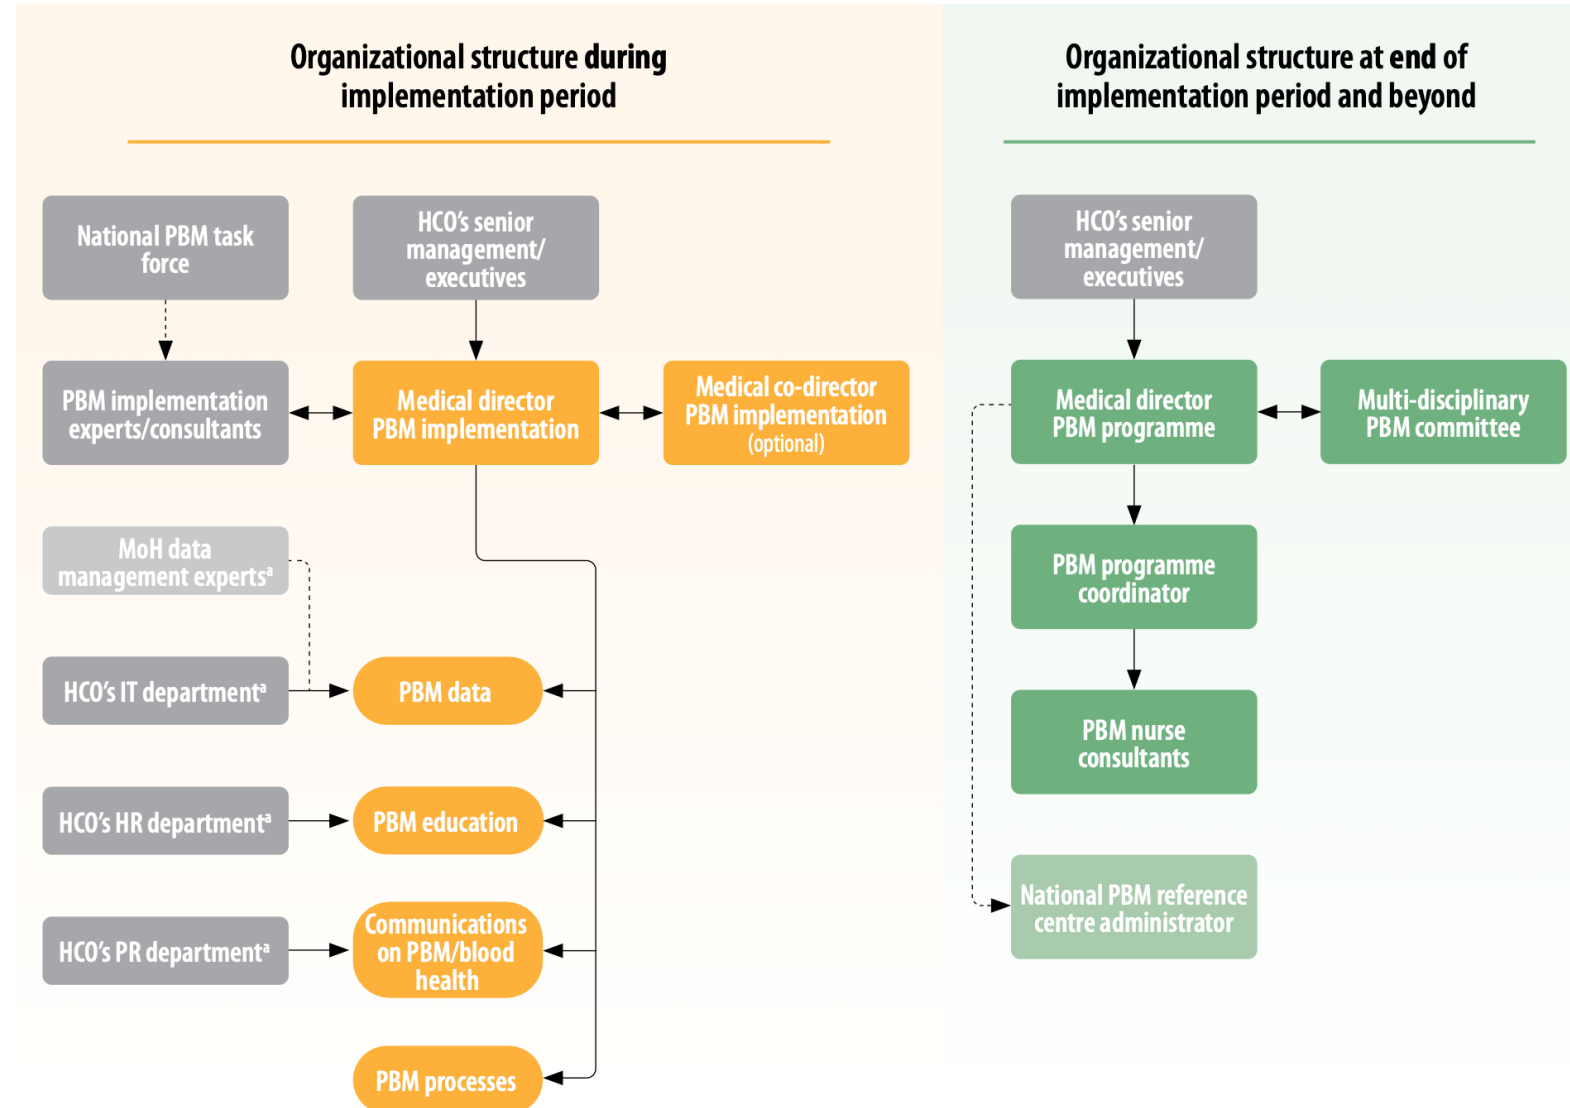 Organizational structure during
implementation period
National PBM task
force
HCO's senior
management/
executives
PBM implementation
experts/consultants
Medical director
PBM implementation
Medical co-director
PBM implementation
(optional)
MoH data
management expertsᵃ
HCO's IT departmentᵃ
PBM data
HCO's HR departmentᵃ
PBM education
HCO's PR departmentᵃ
Communications
on PBM/blood
health
PBM processes
Organizational structure at end of
implementation period and beyond
HCO's senior
management/
executives
Medical director
PBM programme
Multi-disciplinary
PBM committee
PBM programme
coordinator
PBM nurse
consultants
National PBM reference
centre administrator